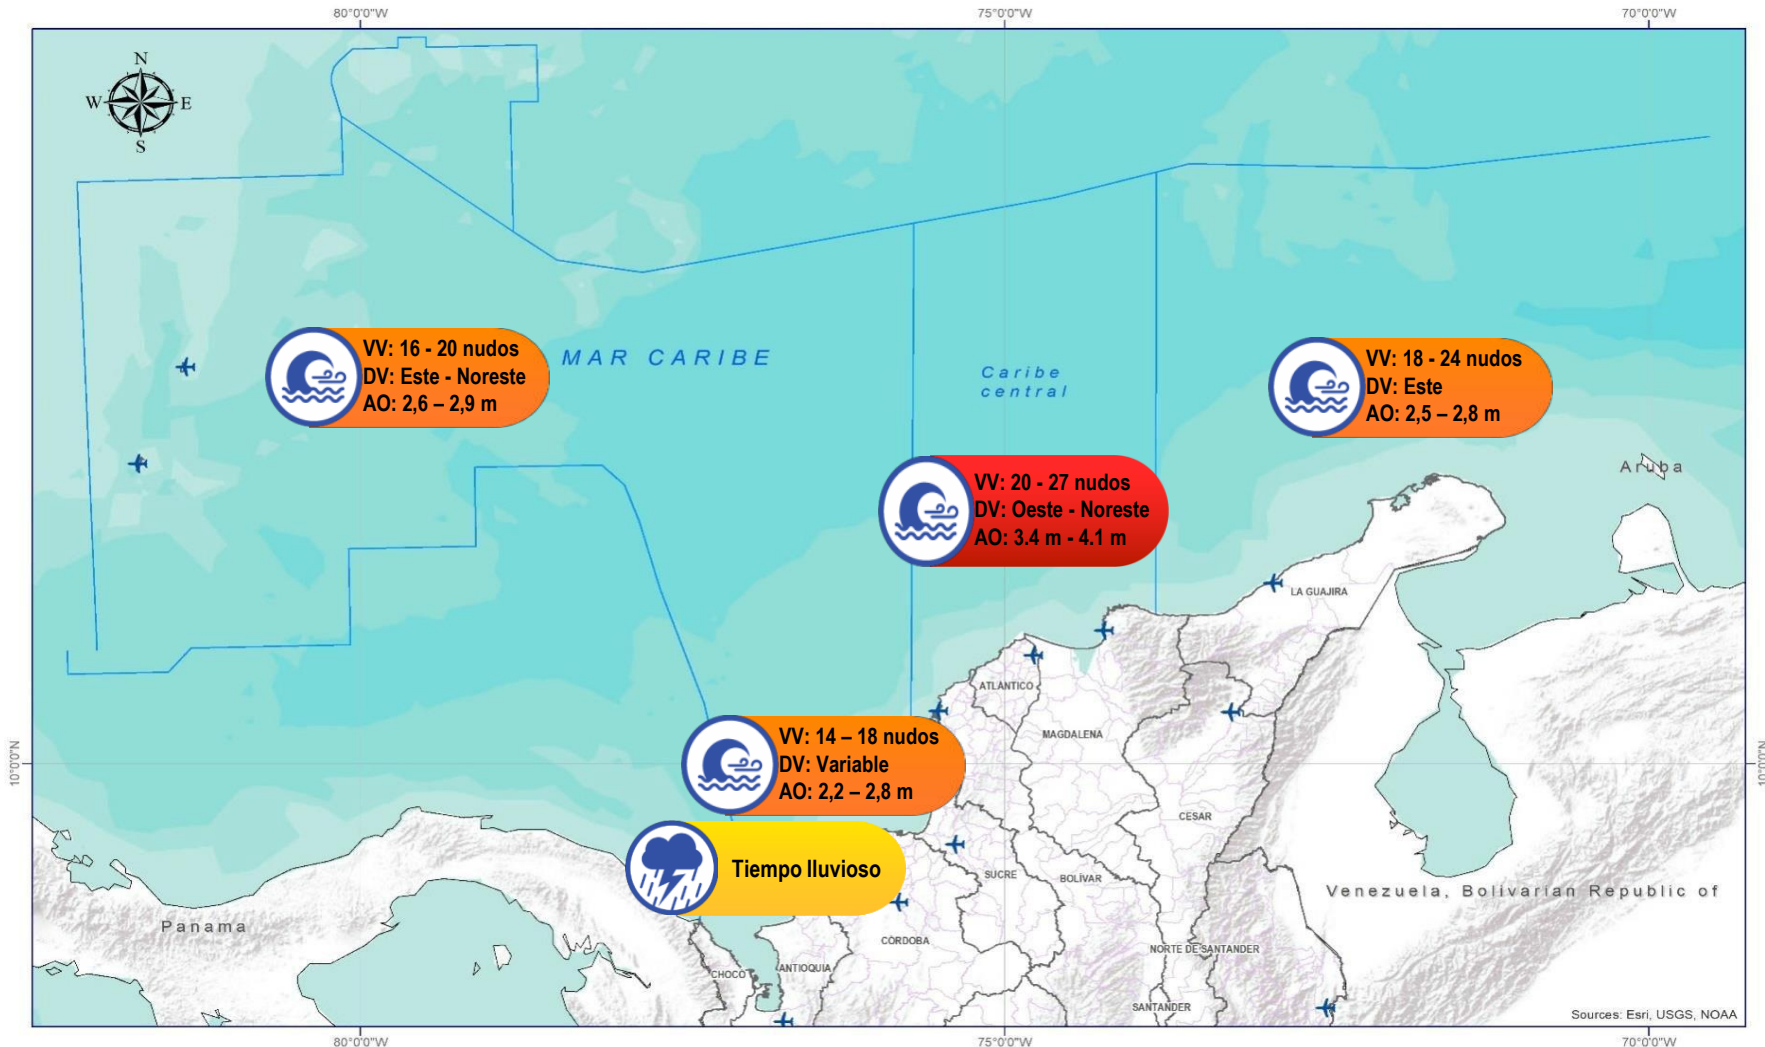 80°0'0"W
75°0'0"W
70°0'0"W
N
W
E
S
VV: 16 - 20 nudos
DV: Este - Noreste
AO: 2,6 – 2,9 m
MAR CARIBE
Caribe
central
VV: 18 - 24 nudos
DV: Este
AO: 2,5 – 2,8 m
VV: 20 - 27 nudos
DV: Oeste - Noreste
AO: 3.4 m - 4.1 m
Aruba
LA GUAJIRA
ATLÁNTICO
MAGDALENA
VV: 14 – 18 nudos
DV: Variable
AO: 2,2 – 2,8 m
10°0'0"N
10°0'0"N
CESAR
Tiempo lluvioso
SUCRE
BOLÍVAR
Venezuela, Bolivarian Republic of
Panama
CÓRDOBA
NORTE DE SANTANDER
CHOCO
ANTIOQUIA
SANTANDER
Sources: Esri, USGS, NOAA
80°0'0"W
75°0'0"W
70°0'0"W